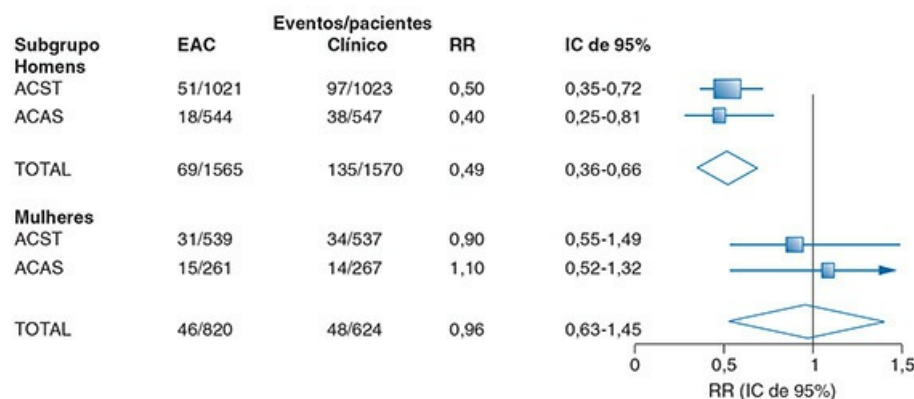 Eventos/pacientes
Subgrupo EAC Clínico RR IC de 95%
Homens
ACST 51/1021 97/1023 0,50 0,35-0,72
ACAS 18/544 38/547 0,40 0,25-0,81
TOTAL 69/1565 135/1570 0,49 0,36-0,66
Mulheres
ACST 31/539 34/537 0,90 0,55-1,49
ACAS 15/261 14/267 1,10 0,52-1,32
TOTAL 46/820 48/624 0,96 0,63-1,45
0 0,5 1 1,5
RR (IC de 95%)